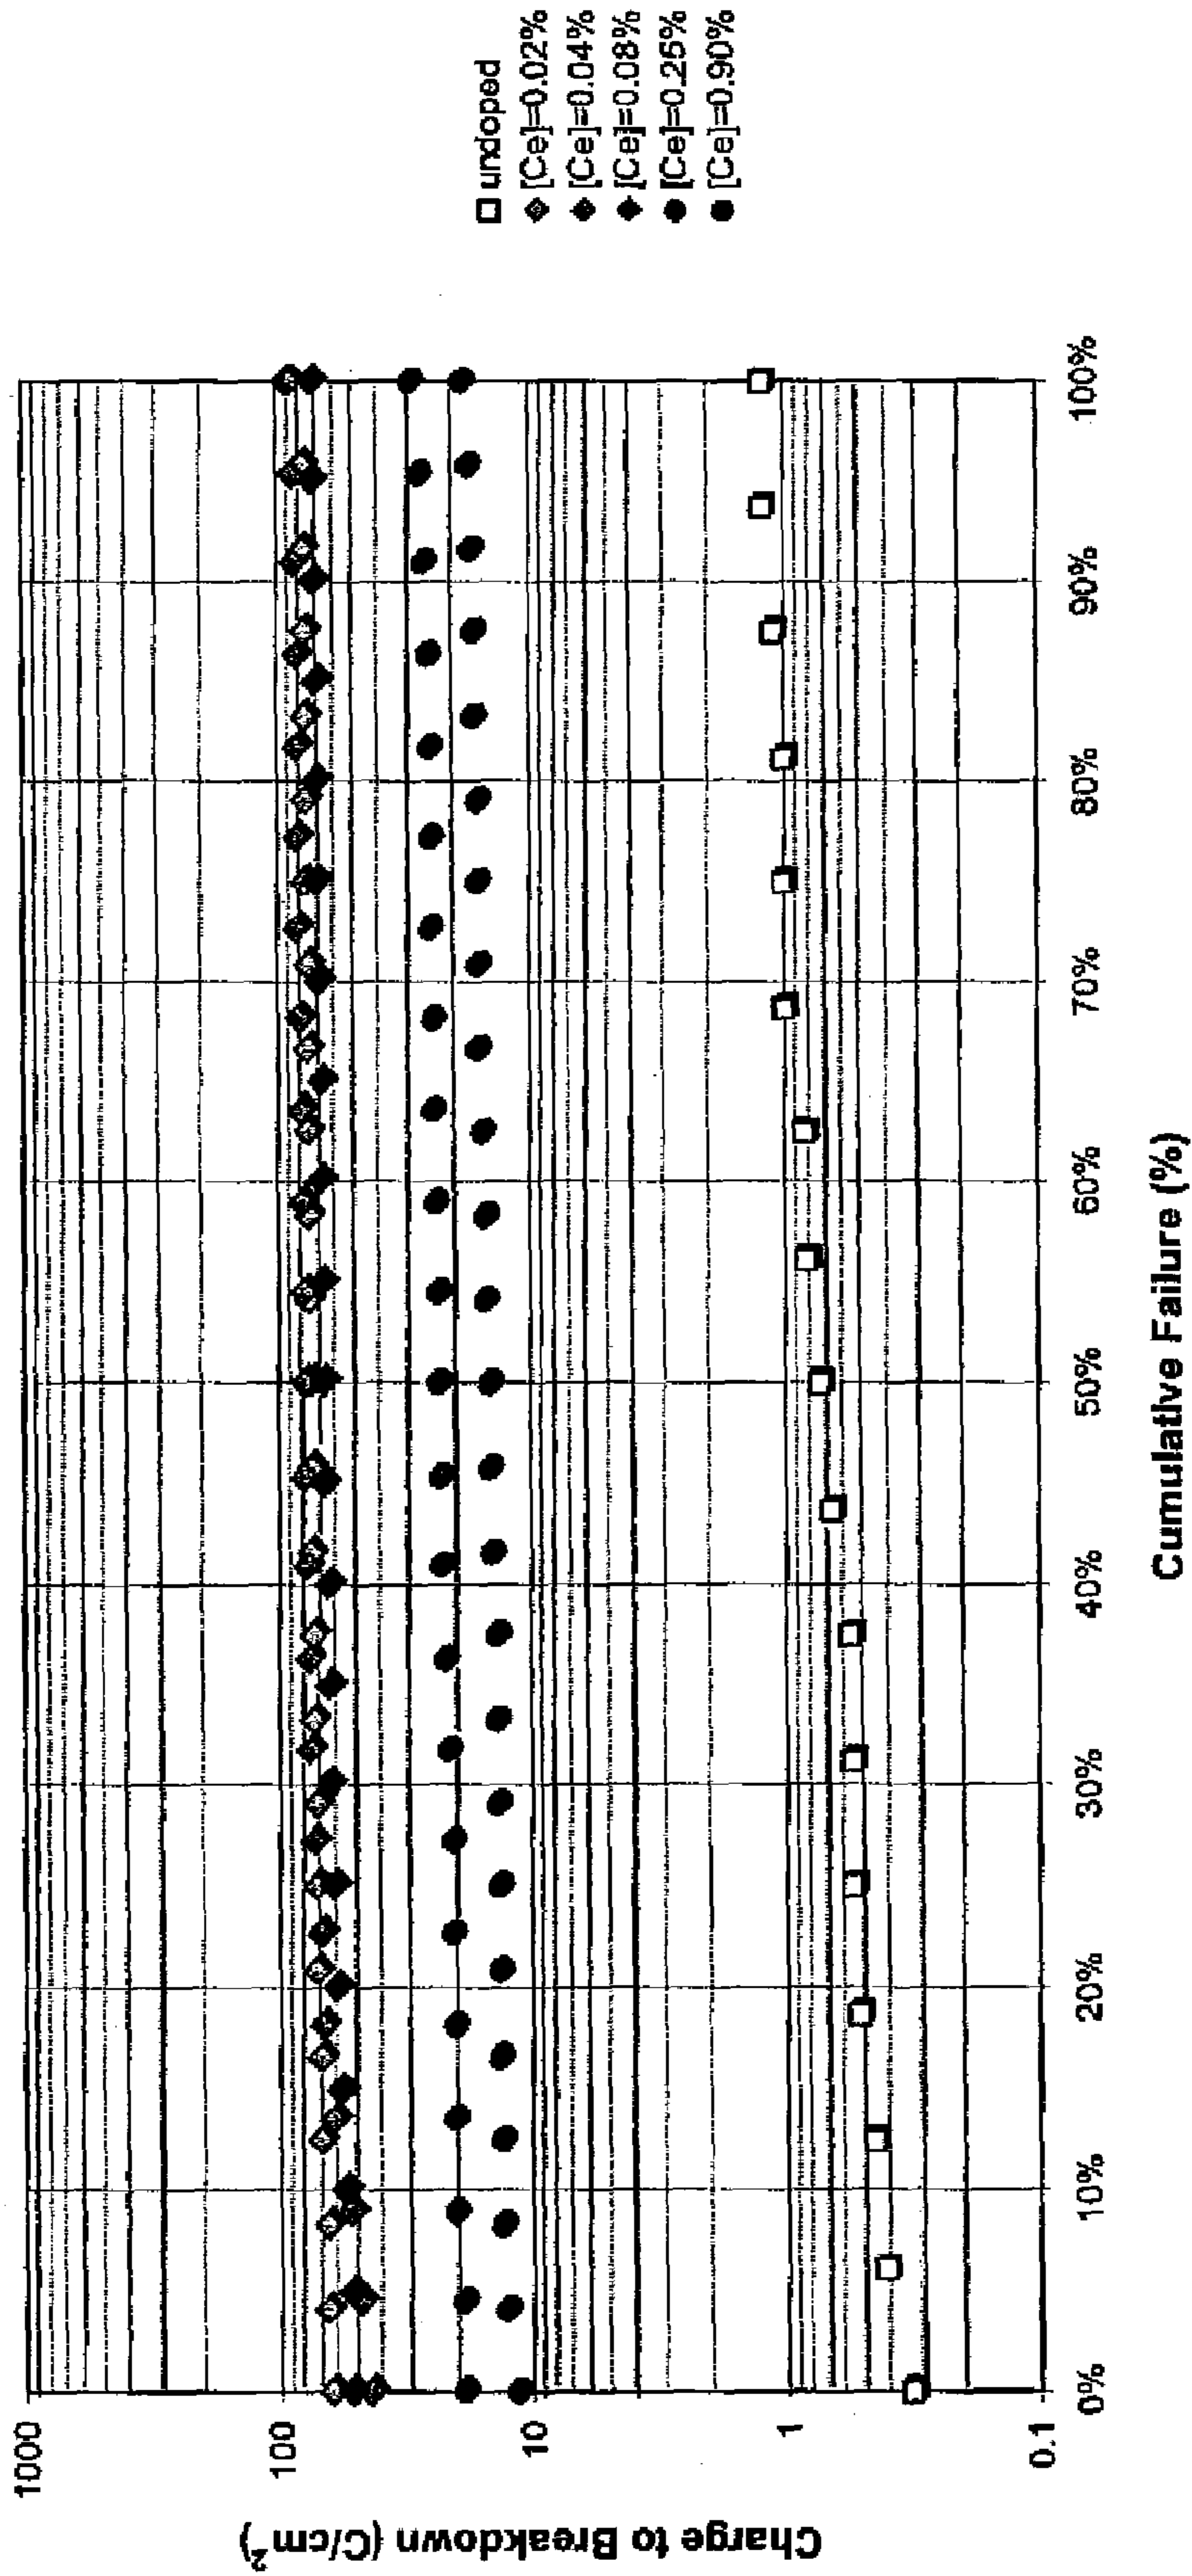 Charge to Breakdown (C/cm²)
1000
100
10
1
0.1
0%
10%
20%
30%
40%
50%
60%
70%
80%
90%
100%
Cumulative Failure (%)
undoped
[Ce]=0.02%
[Ce]=0.04%
[Ce]=0.08%
[Ce]=0.25%
[Ce]=0.90%